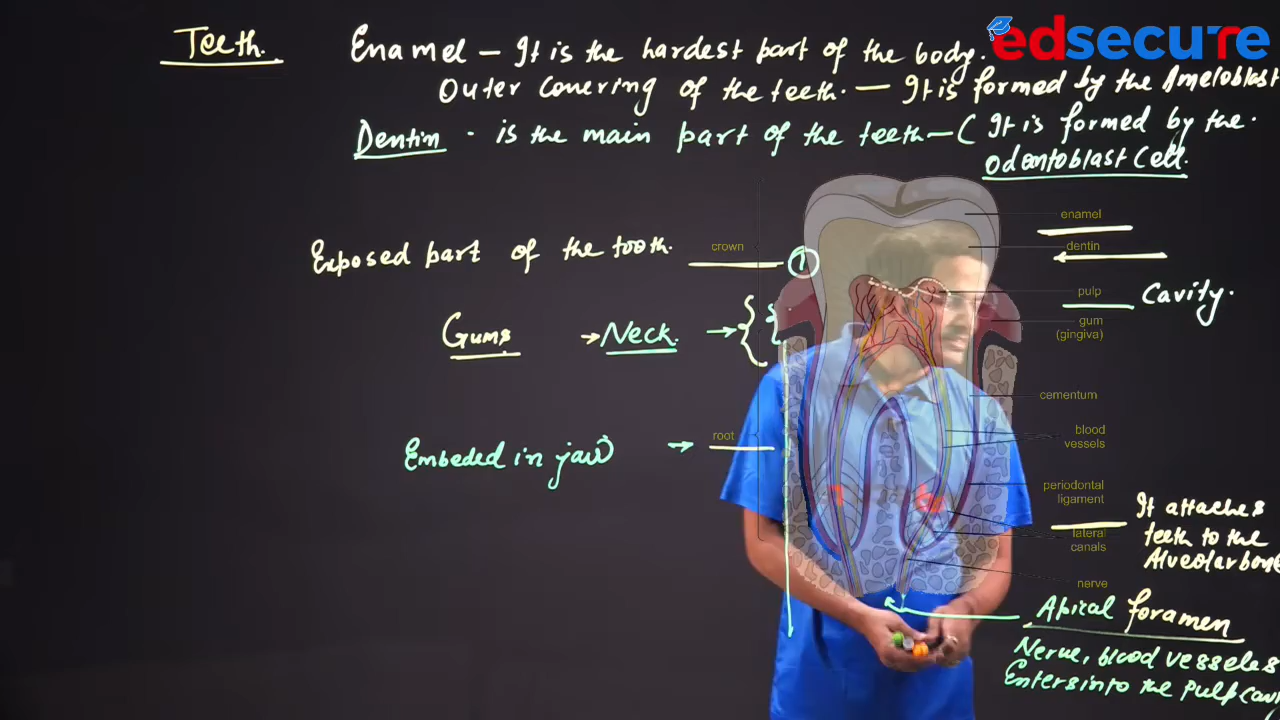 Teeth.
edsecure
Enamel – It is the hardest part of the body.
Outer covering of the teeth. – It is formed by the Ameloblast
Dentin. is the main part of the teeth – ( It is formed by the.
Odentoblast Cell.
enamel
Exposed part of the tooth.
crown
1
dentin
pulp
Cavity.
Gums
→ Neck →
gum
(gingiva)
cementum
Embeded in jaw
→ root
blood
vessels
periodontal
ligament
It attaches
teeth to the
Alveolar bone
lateral
canals
nerve
Apical foramen
Nerve, blood vesseles
Enters into the Pulp cavi